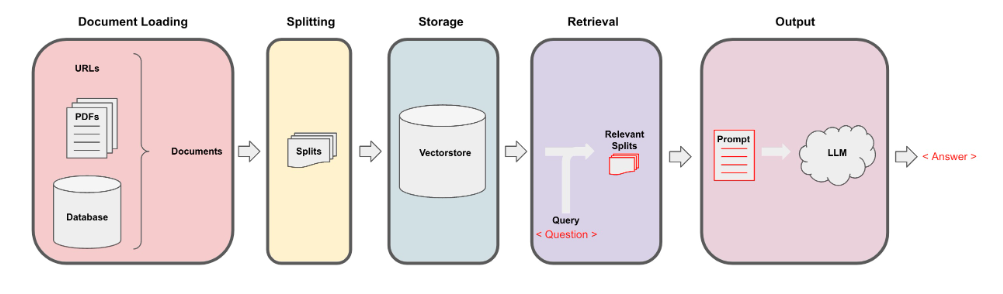 Document Loading
Splitting
Storage
Retrieval
Output
URLs
PDFs
Documents
Database
Splits
Vectorstore
Relevant
Splits
Query
< Question >
Prompt
LLM
< Answer >